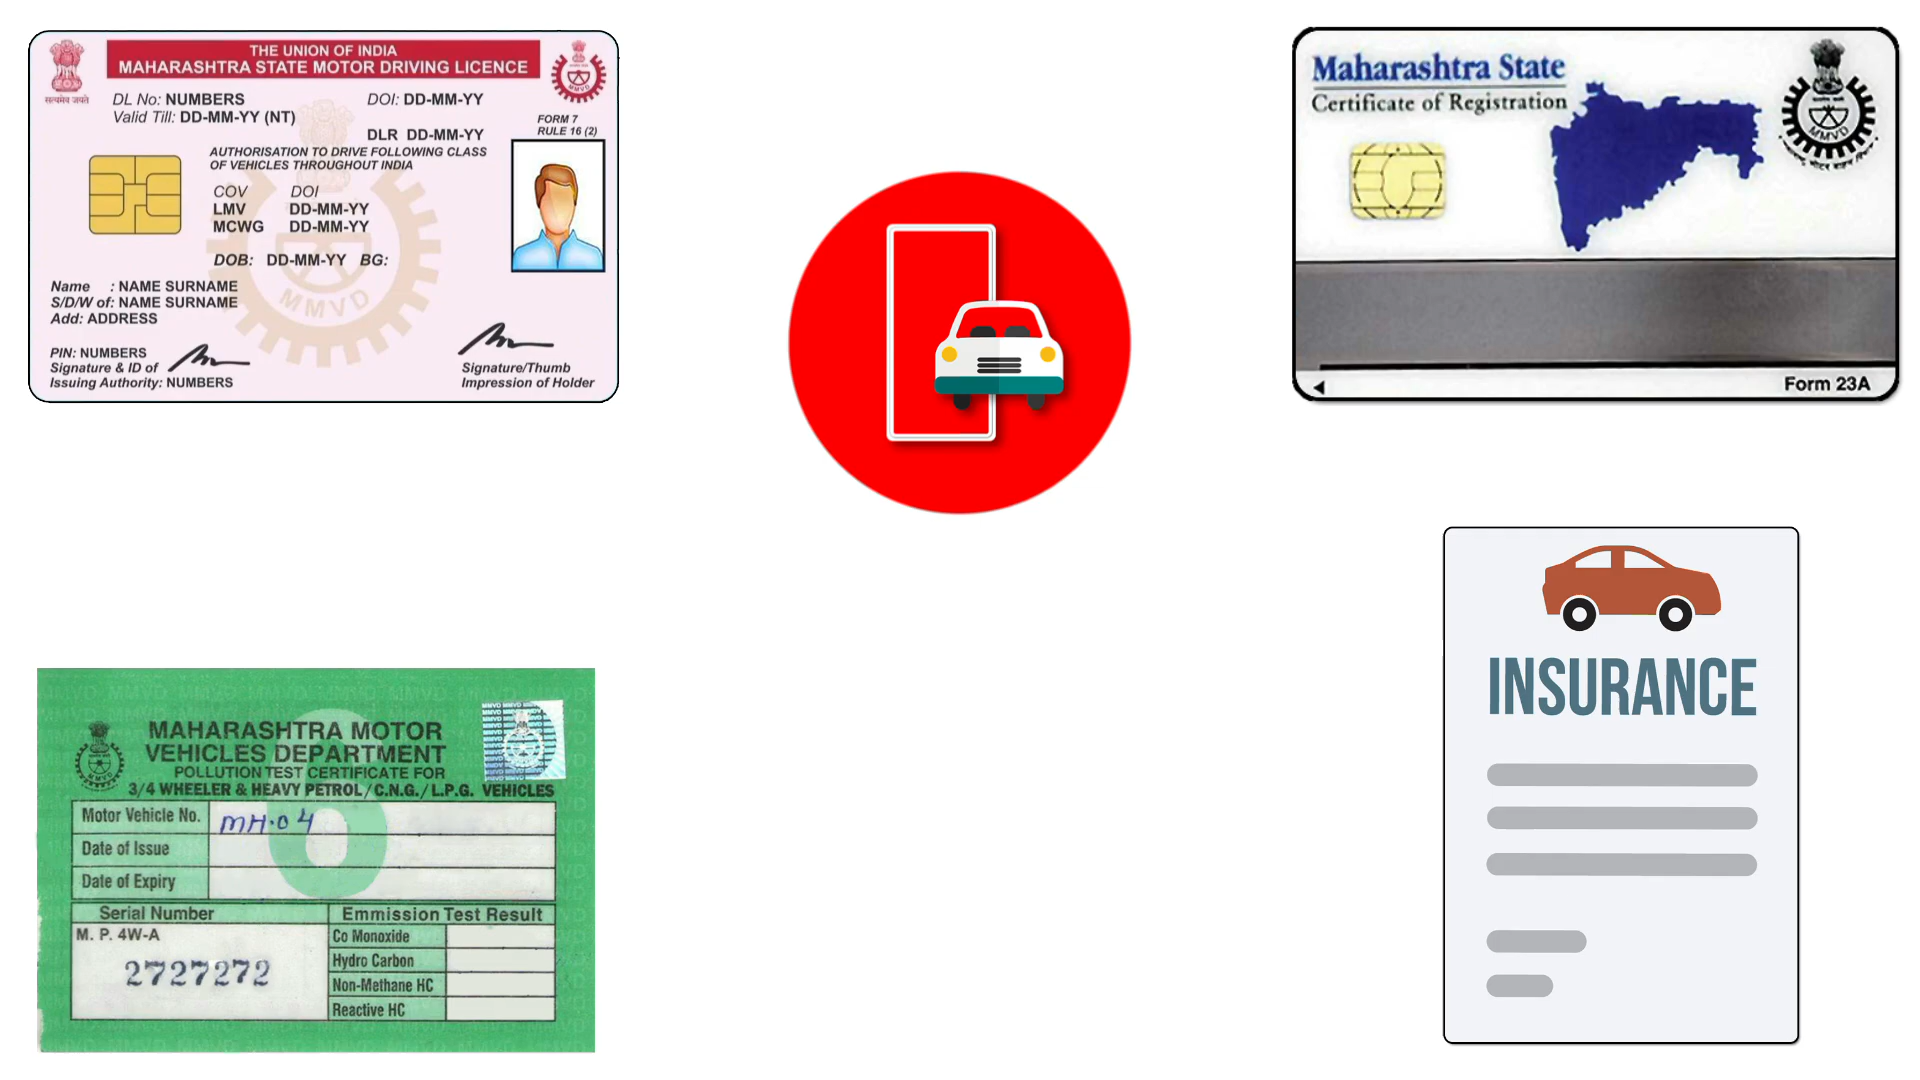 THE UNION OF INDIA
MAHARASHTRA STATE MOTOR DRIVING LICENCE
सत्यमेव जयते
DL No: NUMBERS DOI: DD-MM-YY
Valid Till: DD-MM-YY (NT)
FORM 7
RULE 16 (2)
DLR DD-MM-YY
AUTHORISATION TO DRIVE FOLLOWING CLASS
OF VEHICLES THROUGHOUT INDIA
COV DOI
LMV DD-MM-YY
MCWG DD-MM-YY
DOB: DD-MM-YY BG:
MMVD
Name : NAME SURNAME
S/D/W of: NAME SURNAME
Add: ADDRESS
PIN: NUMBERS
Signature & ID of
Issuing Authority: NUMBERS
Signature/Thumb
Impression of Holder
Maharashtra State
Certificate of Registration
MMVD
Form 23A
MAHARASHTRA MOTOR
VEHICLES DEPARTMENT
POLLUTION TEST CERTIFICATE FOR
3/4 WHEELER & HEAVY PETROL/C.N.G./L.P.G. VEHICLES
MMVD
6
Motor Vehicle No. MH.04
Date of Issue
Date of Expiry
Serial Number
M. P. 4W-A
2727272
Emmission Test Result
Co Monoxide
Hydro Carbon
Non-Methane HC
Reactive HC
INSURANCE